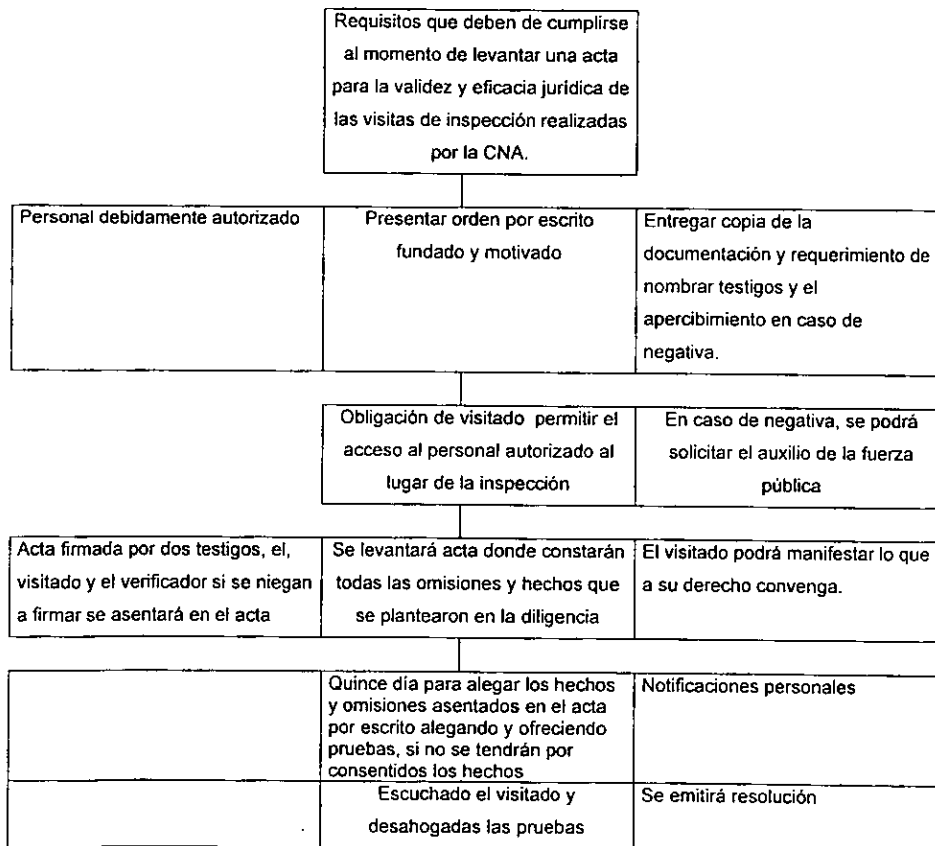 Requisitos que deben de cumplirse
al momento de levantar una acta
para la validez y eficacia jurídica de
las visitas de inspección realizadas
por la CNA.
Personal debidamente autorizado
Presentar orden por escrito
fundado y motivado
Entregar copia de la
documentación y requerimiento de
nombrar testigos y el
apercibimiento en caso de
negativa.
Obligación de visitado permitir el
acceso al personal autorizado al
lugar de la inspección
En caso de negativa, se podrá
solicitar el auxilio de la fuerza
pública
Acta firmada por dos testigos, el,
visitado y el verificador si se niegan
a firmar se asentará en el acta
Se levantará acta donde constarán
todas las omisiones y hechos que
se plantearon en la diligencia
El visitado podrá manifestar lo que
a su derecho convenga.
Quince día para alegar los hechos
y omisiones asentados en el acta
por escrito alegando y ofreciendo
pruebas, si no se tendrán por
consentidos los hechos
Notificaciones personales
Escuchado el visitado y
desahogadas las pruebas
Se emitirá resolución